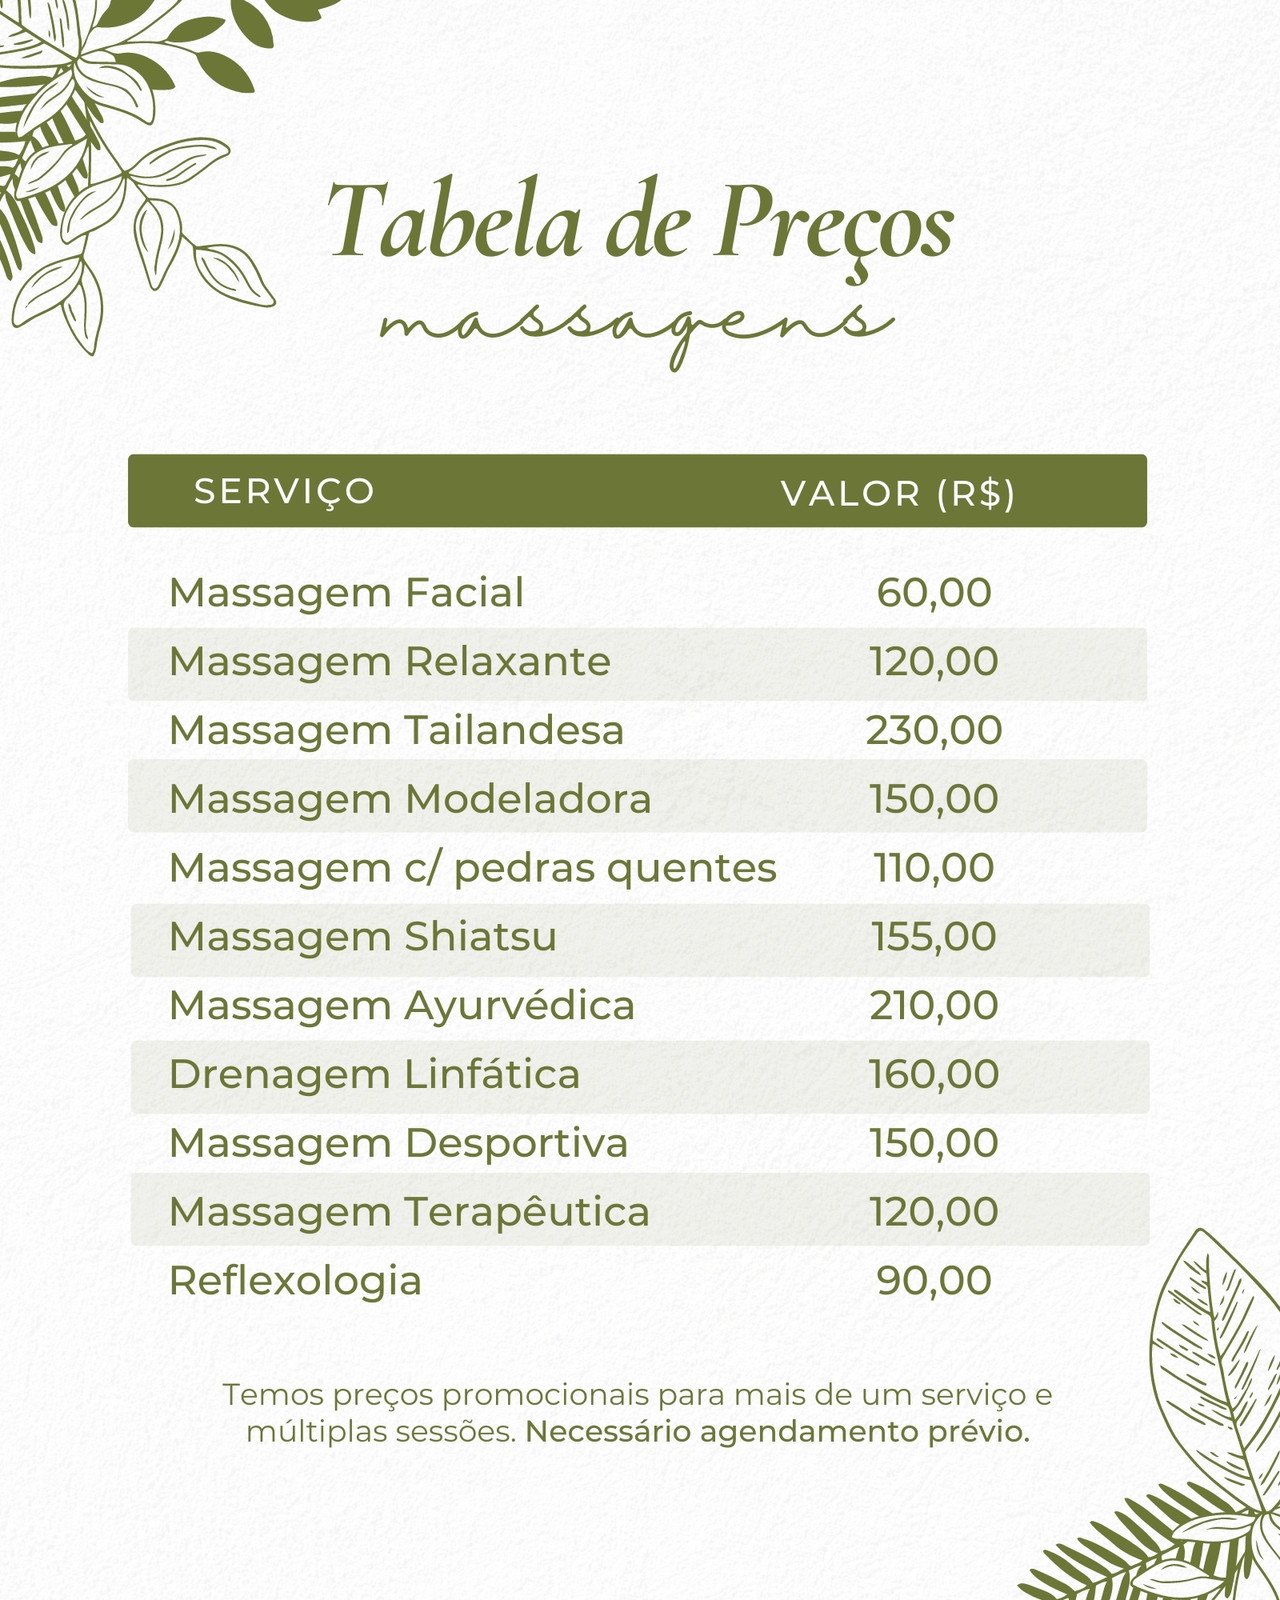 Tabela de Preços
massagens
SERVIÇO VALOR (R$)
Massagem Facial 60,00
Massagem Relaxante 120,00
Massagem Tailandesa 230,00
Massagem Modeladora 150,00
Massagem c/ pedras quentes 110,00
Massagem Shiatsu 155,00
Massagem Ayurvédica 210,00
Drenagem Linfática 160,00
Massagem Desportiva 150,00
Massagem Terapêutica 120,00
Reflexologia 90,00
Temos preços promocionais para mais de um serviço e
múltiplas sessões. Necessário agendamento prévio.